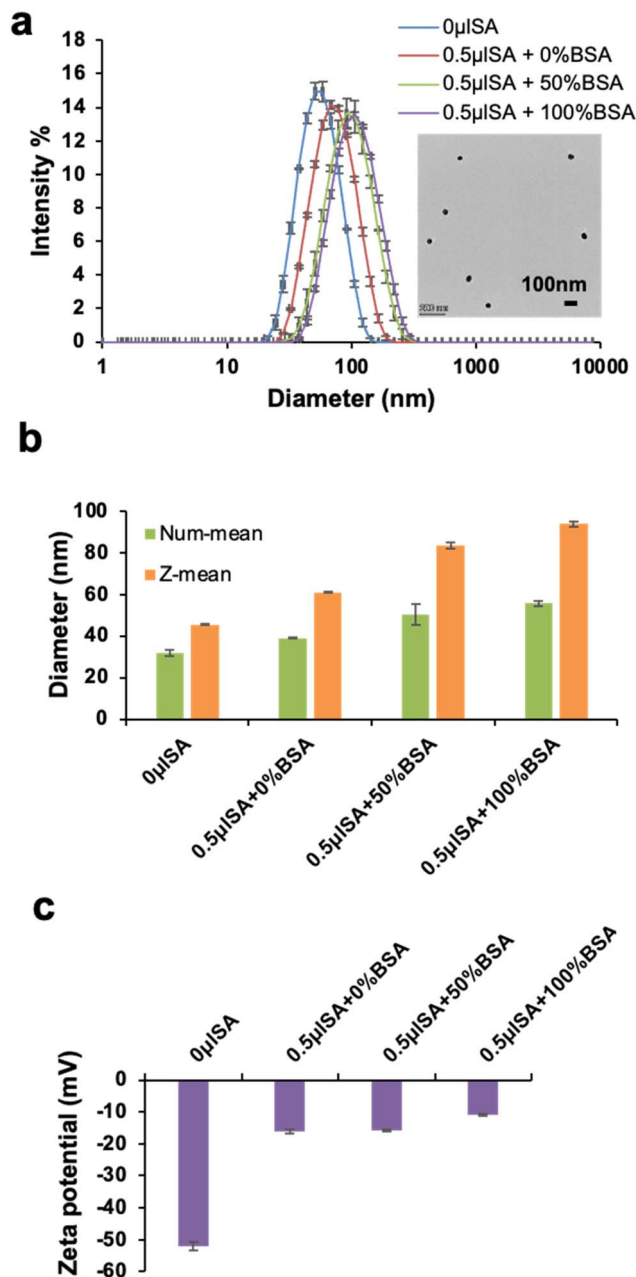 a
0µlSA
0.5µlSA + 0%BSA
0.5µlSA + 50%BSA
0.5µlSA + 100%BSA
18
16
14
12
10
8
6
4
2
0
Intensity %
100nm
1 10 100 1000 10000
Diameter (nm)
b
100
80
60
40
20
0
Diameter (nm)
Num-mean
Z-mean
0µlSA
0.5µlSA+0%BSA
0.5µlSA+50%BSA
0.5µlSA+100%BSA
c
0µlSA
0.5µlSA+0%BSA
0.5µlSA+50%BSA
0.5µlSA+100%BSA
0
-10
-20
-30
-40
-50
-60
Zeta potential (mV)